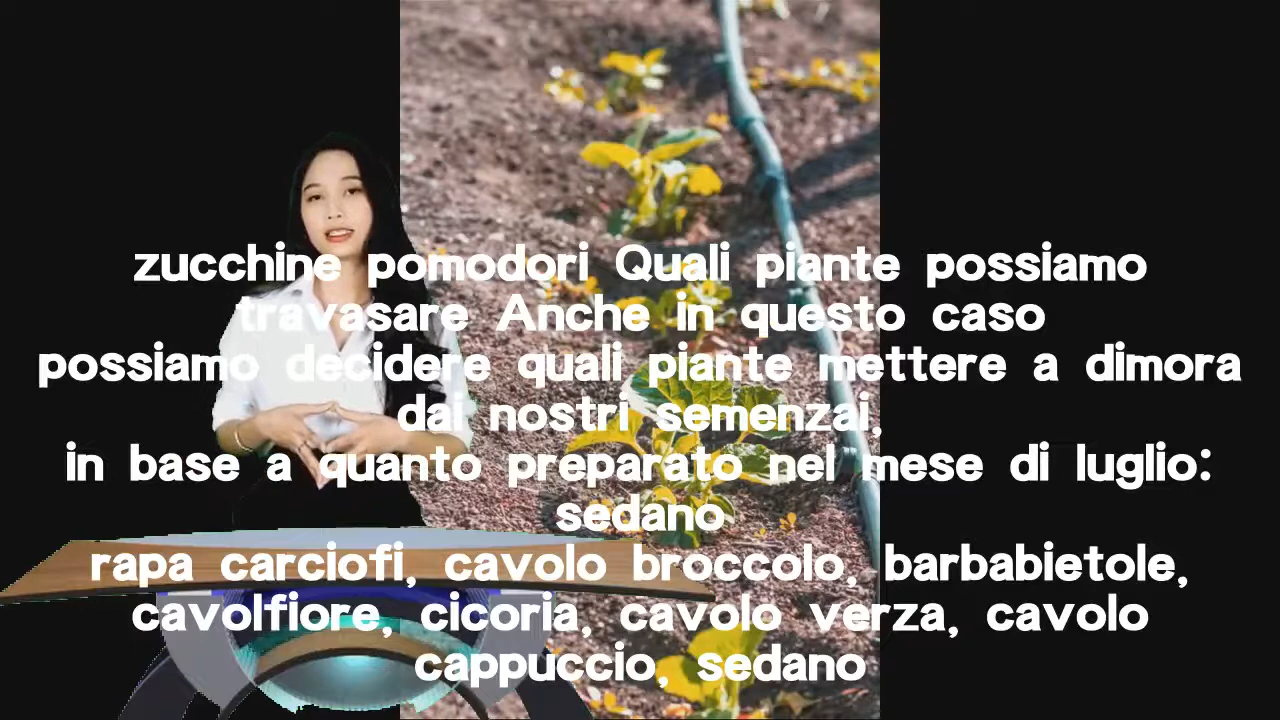 zucchine pomodori Quali piante possiamo
travasare Anche in questo caso
possiamo decidere quali piante mettere a dimora
dai nostri semenzai,
in base a quanto preparato nel mese di luglio:
sedano
rapa carciofi, cavolo broccolo, barbabietole,
cavolfiore, cicoria, cavolo verza, cavolo
cappuccio, sedano